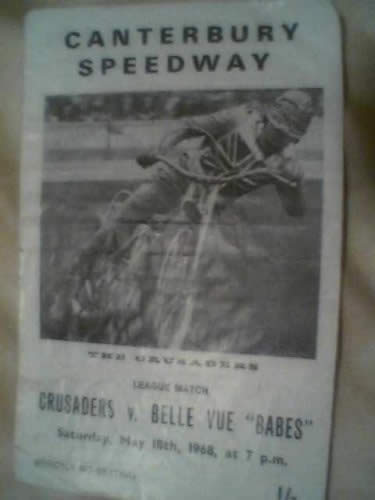 CANTERBURY
SPEEDWAY
THE CRUSADERS
LEAGUE MATCH
CRUSADERS v. BELLE VUE "BABES"
Saturday, May 18th, 1968, at 7 p.m.
1/-